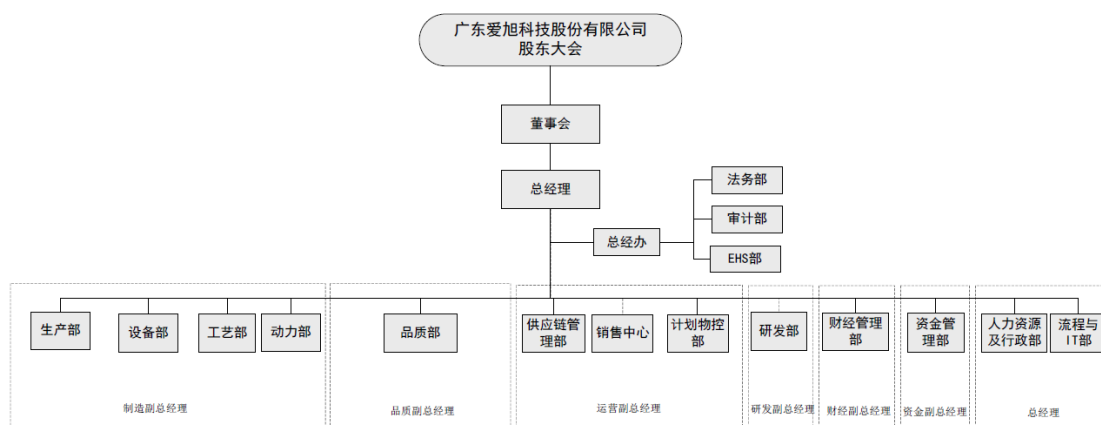 广东爱旭科技股份有限公司
股东大会
董事会
总经理
法务部
总经办
审计部
EHS部
生产部
设备部
工艺部
动力部
品质部
供应链管
理部
销售中心
计划物控
部
研发部
财经管理
部
资金管
理部
人力资源
及行政部
流程与
IT部
制造副总经理
品质副总经理
运营副总经理
研发副总经理
财经副总经理
资金副总经理
总经理